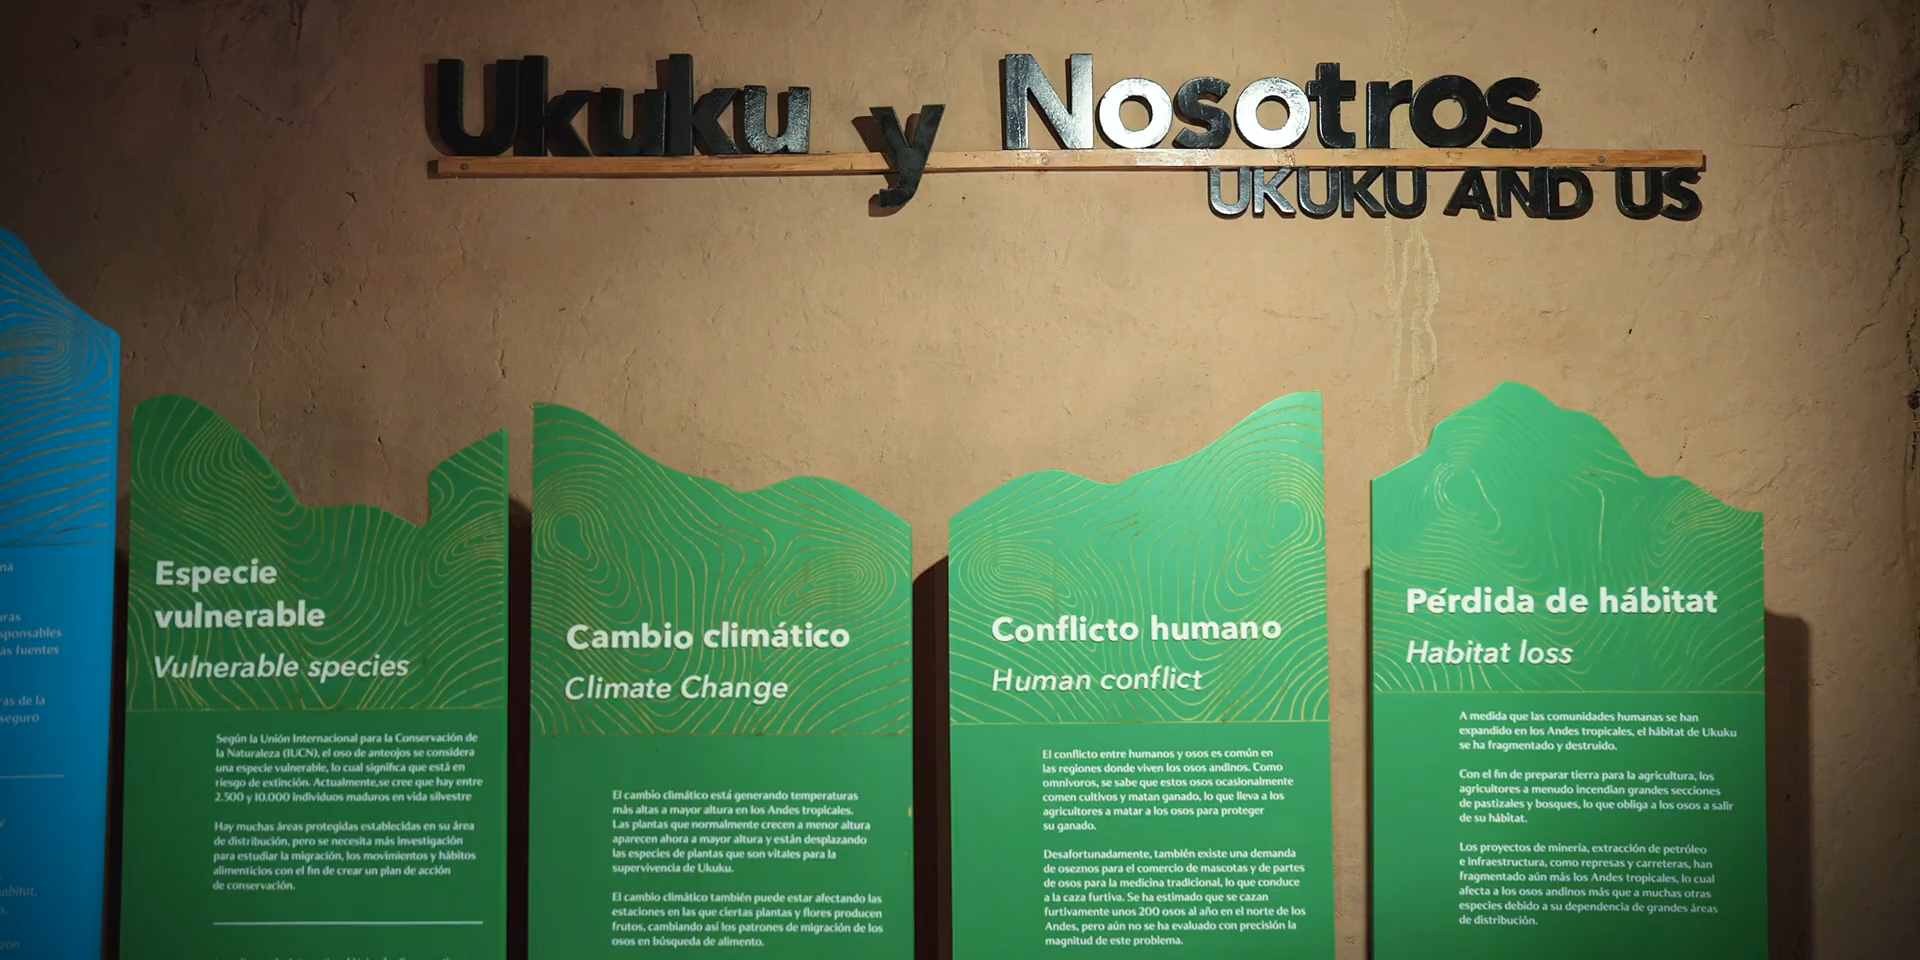 Ukuku y Nosotros
UKUKU AND US
na
uras
sponsables
as fuentes
ras de la
seguro
Especie
vulnerable
Vulnerable species
Según la Unión Internacional para la Conservación de
la Naturaleza (IUCN), el oso de anteojos se considera
una especie vulnerable, lo cual significa que está en
riesgo de extinción. Actualmente,se cree que hay entre
2.500 y 10.000 individuos maduros en vida silvestre
Hay muchas áreas protegidas establecidas en su área
de distribución, pero se necesita más investigación
para estudiar la migración, los movimientos y hábitos
alimenticios con el fin de crear un plan de acción
de conservación.
Cambio climático
Climate Change
El cambio climático está generando temperaturas
más altas a mayor altura en los Andes tropicales.
Las plantas que normalmente crecen a menor altura
aparecen ahora a mayor altura y están desplazando
las especies de plantas que son vitales para la
supervivencia de Ukuku.
El cambio climático también puede estar afectando las
estaciones en las que ciertas plantas y flores producen
frutos, cambiando así los patrones de migración de los
osos en búsqueda de alimento.
Conflicto humano
Human conflict
El conflicto entre humanos y osos es común en
las regiones donde viven los osos andinos. Como
omnívoros, se sabe que estos osos ocasionalmente
comen cultivos y matan ganado, lo que lleva a los
agricultores a matar a los osos para proteger
su ganado.
Desafortunadamente, también existe una demanda
de oseznos para el comercio de mascotas y de partes
de osos para la medicina tradicional, lo que conduce
a la caza furtiva. Se ha estimado que se cazan
furtivamente unos 200 osos al año en el norte de los
Andes, pero aún no se ha evaluado con precisión la
magnitud de este problema.
Pérdida de hábitat
Habitat loss
A medida que las comunidades humanas se han
expandido en los Andes tropicales, el hábitat de Ukuku
se ha fragmentado y destruido.
Con el fin de preparar tierra para la agricultura, los
agricultores a menudo incendian grandes secciones
de pastizales y bosques, lo que obliga a los osos a salir
de su hábitat.
Los proyectos de minería, extracción de petróleo
e infraestructura, como represas y carreteras, han
fragmentado aún más los Andes tropicales, lo cual
afecta a los osos andinos más que a muchas otras
especies debido a su dependencia de grandes áreas
de distribución.